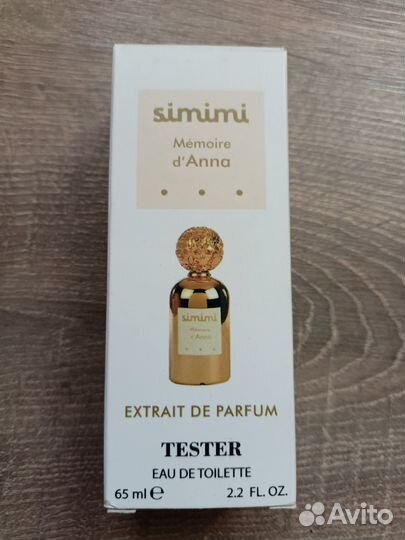 simimi
Mémoire
d'Anna
simimi
Mémoire
d'Anna
EXTRAIT DE PARFUM
TESTER
EAU DE TOILETTE
65 ml ℮ 2.2 FL. OZ.
Avito